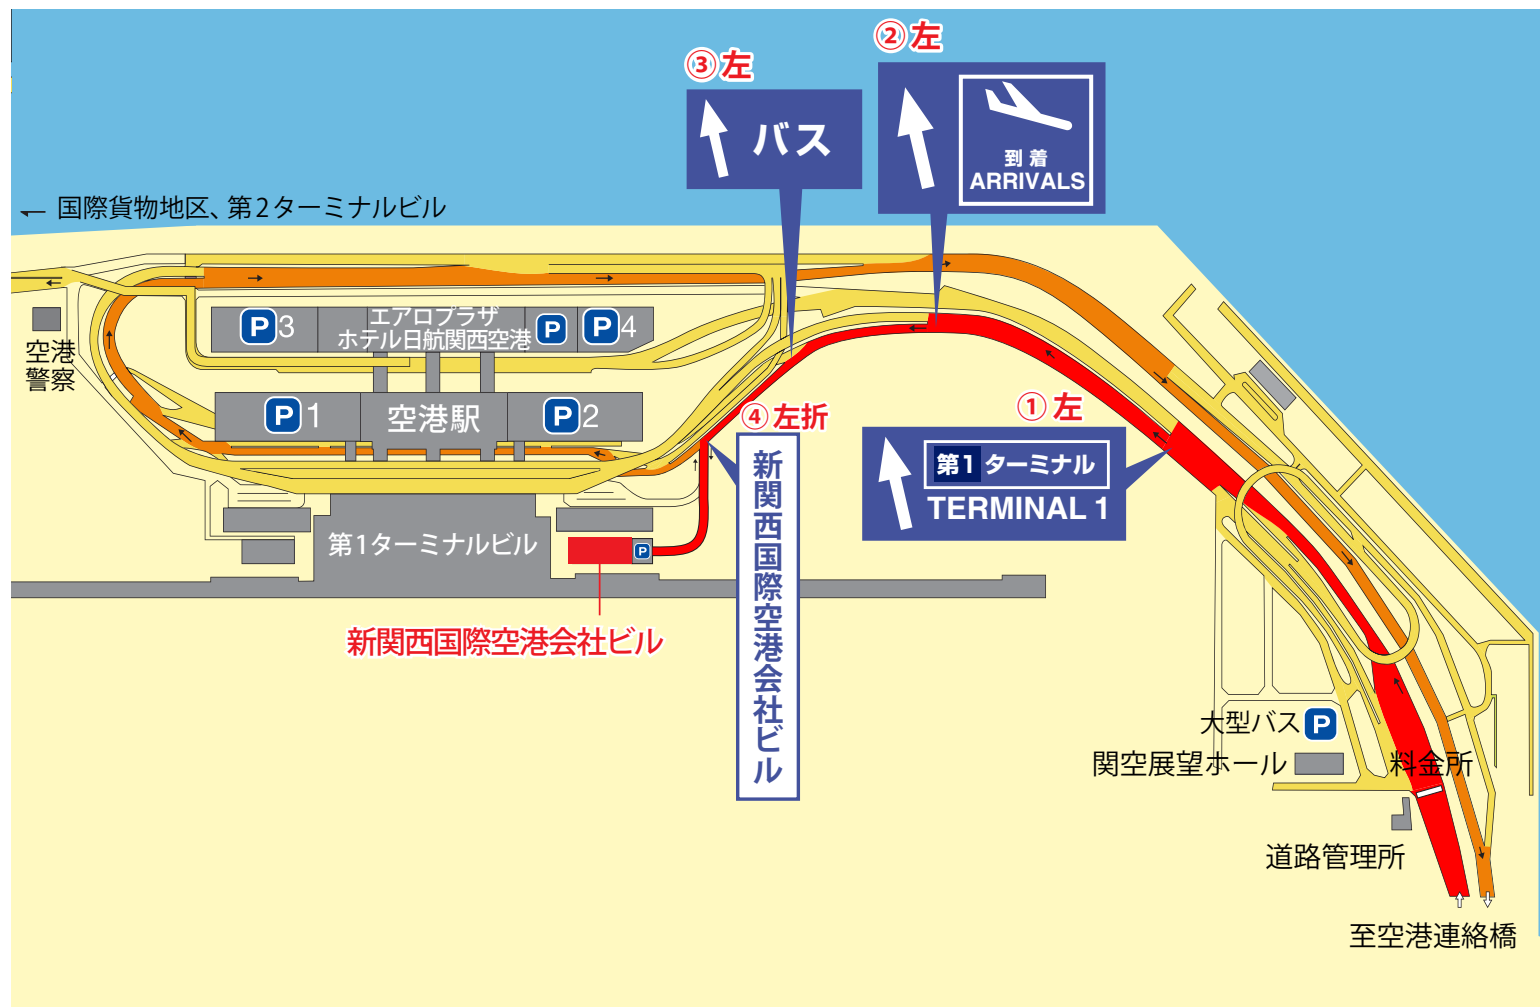 ②左
③左
到着
ARRIVALS
バス
国際貨物地区、第2ターミナルビル
P3
エアロプラザ
ホテル日航関西空港
P
P4
空港
警察
P1
空港駅
P2
④左折
①左
第1 ターミナル
TERMINAL 1
新関西国際空港会社ビル
第1ターミナルビル
P
新関西国際空港会社ビル
大型バス P
関空展望ホール
料金所
道路管理所
至空港連絡橋